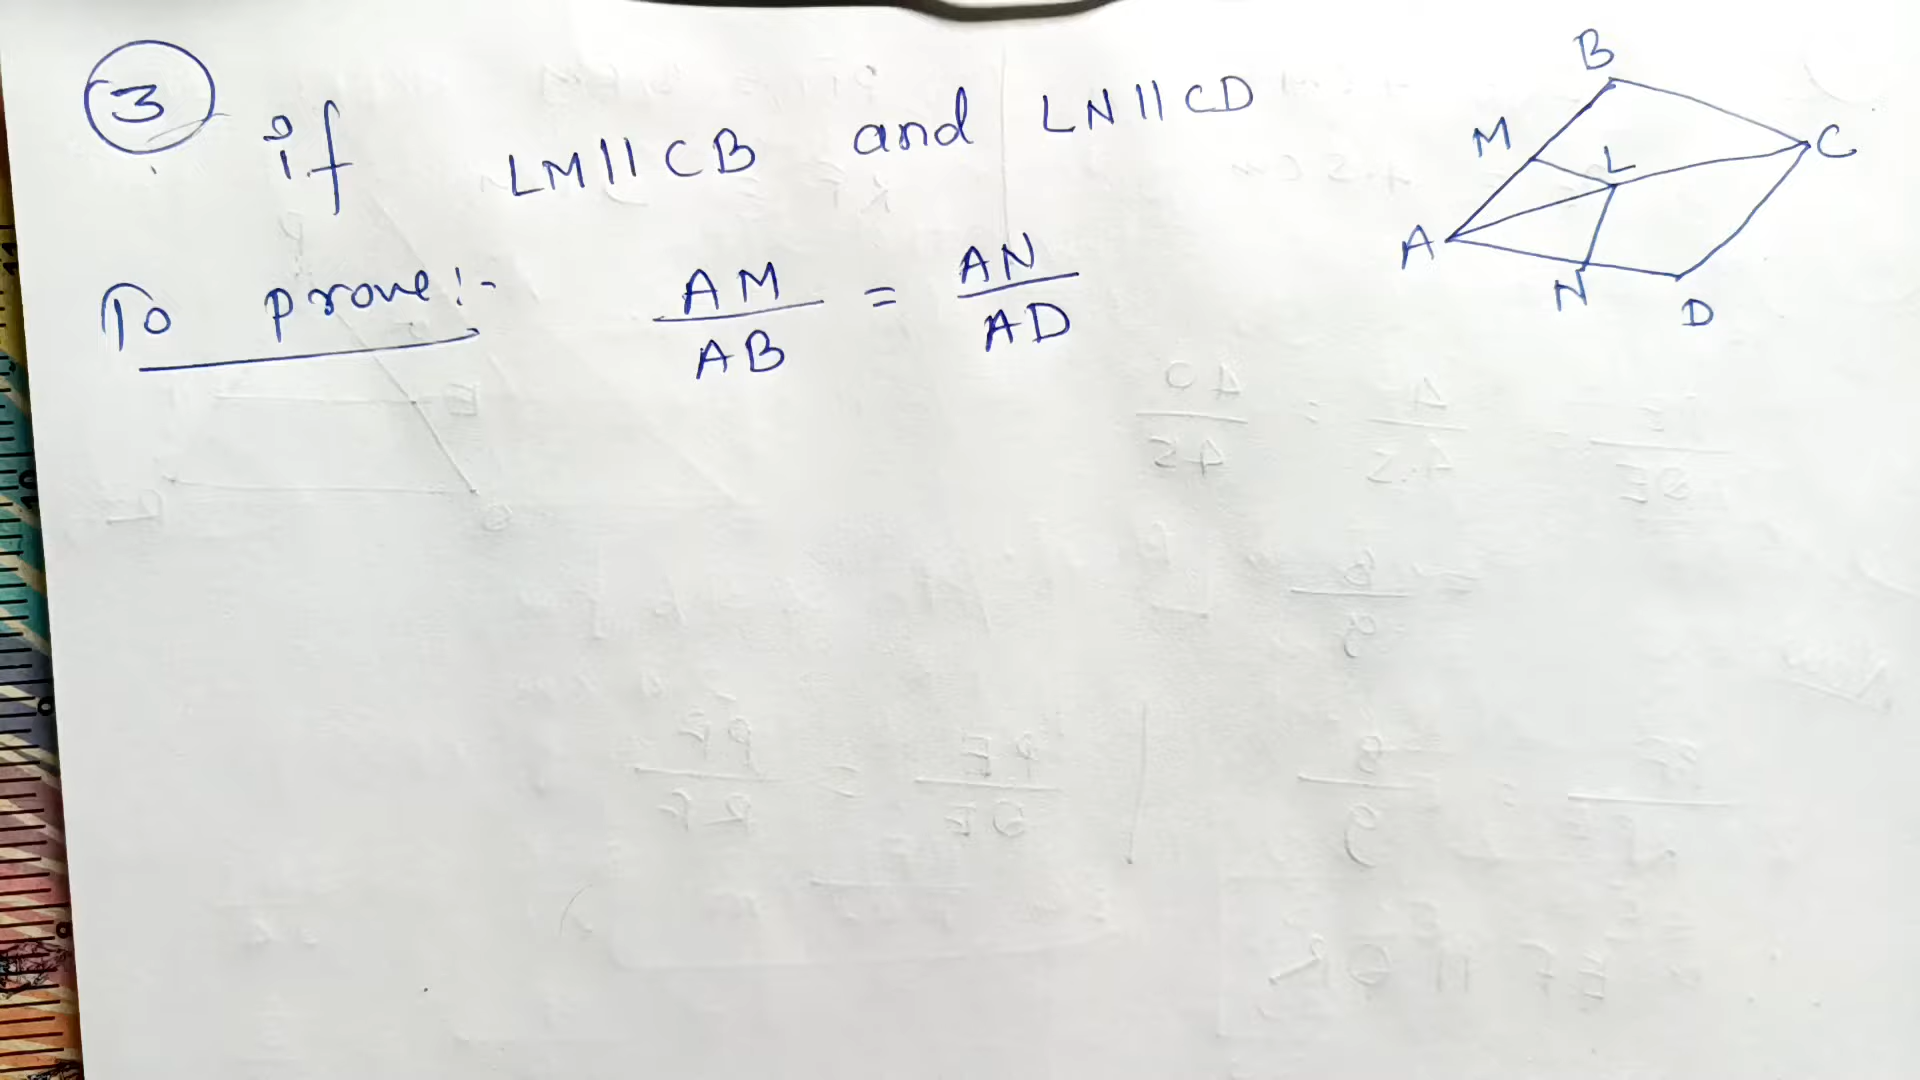 3
if LM || CB and LN || CD
To prove:- AM/AB = AN/AD
B
M
L
C
A
N
D